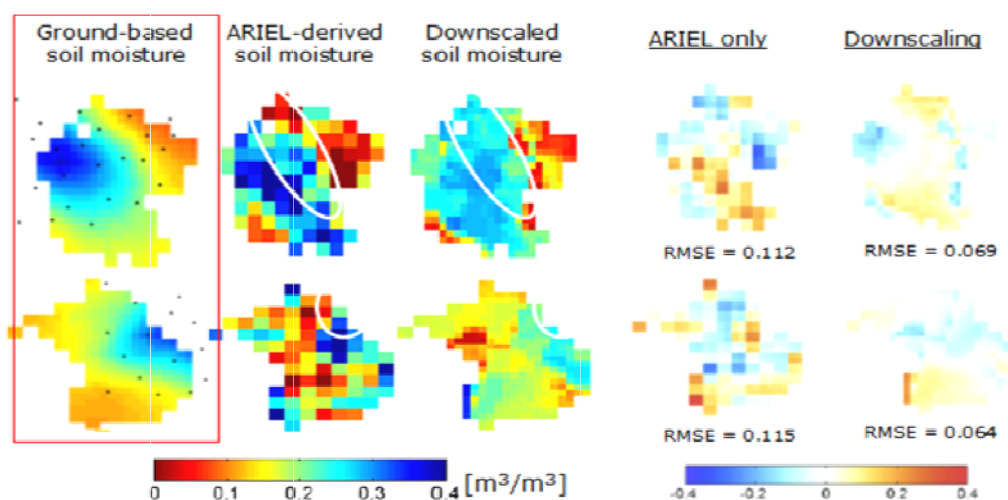 Ground-based
soil moisture
ARIEL-derived
soil moisture
Downscaled
soil moisture
ARIEL only
Downscaling
RMSE = 0.112
RMSE = 0.069
RMSE = 0.115
RMSE = 0.064
0 0.1 0.2 0.3 0.4 [m³/m³]
-0.4 -0.2 0 0.2 0.4